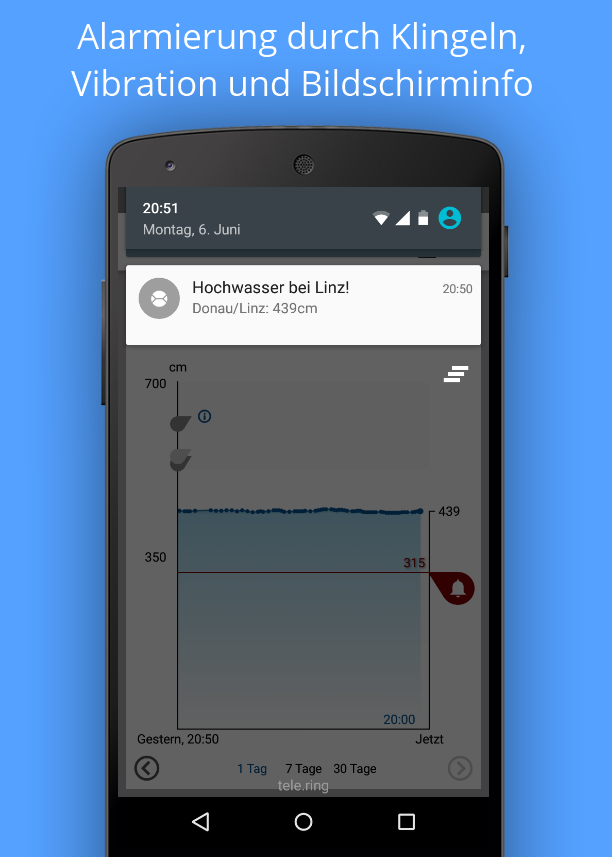 Alarmierung durch Klingeln,
Vibration und Bildschirminfo
20:51
Montag, 6. Juni
Hochwasser bei Linz!
20:50
Donau/Linz: 439cm
cm
700
439
350
315
20:00
Gestern, 20:50
Jetzt
1 Tag
7 Tage
30 Tage
tele.ring